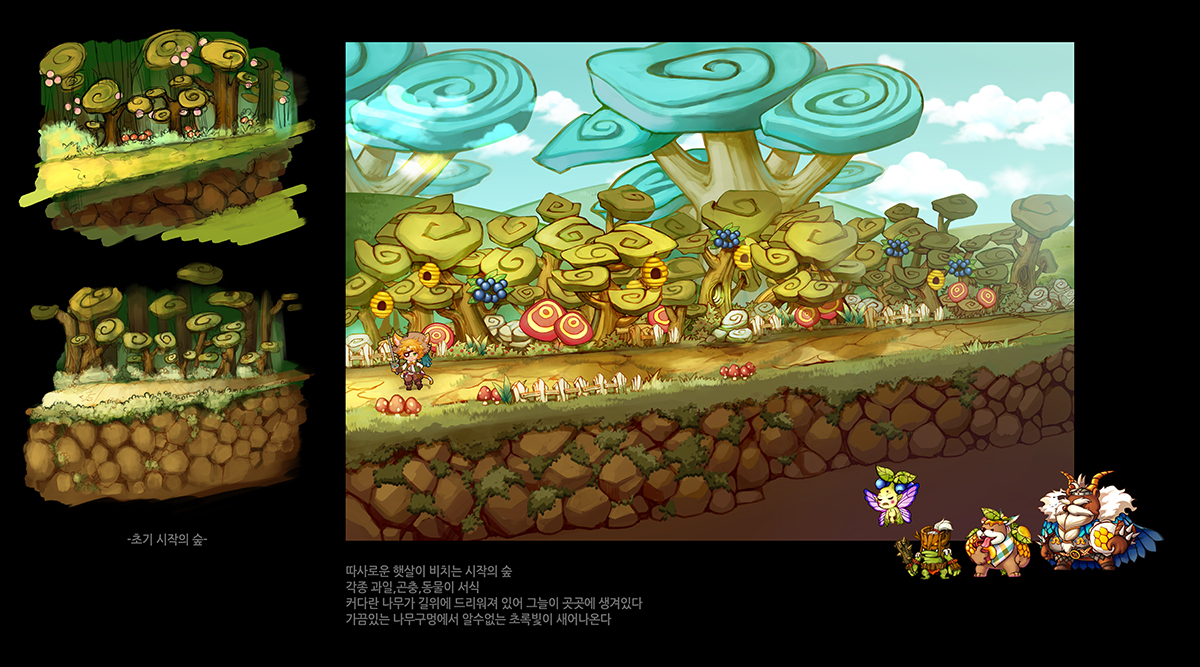 -초기 시작의 숲-
따사로운 햇살이 비치는 시작의 숲
각종 과일,곤충,동물이 서식
커다란 나무가 길위에 드리워져 있어 그늘이 곳곳에 생겨있다
가끔있는 나무구멍에서 알수없는 초록빛이 새어나온다